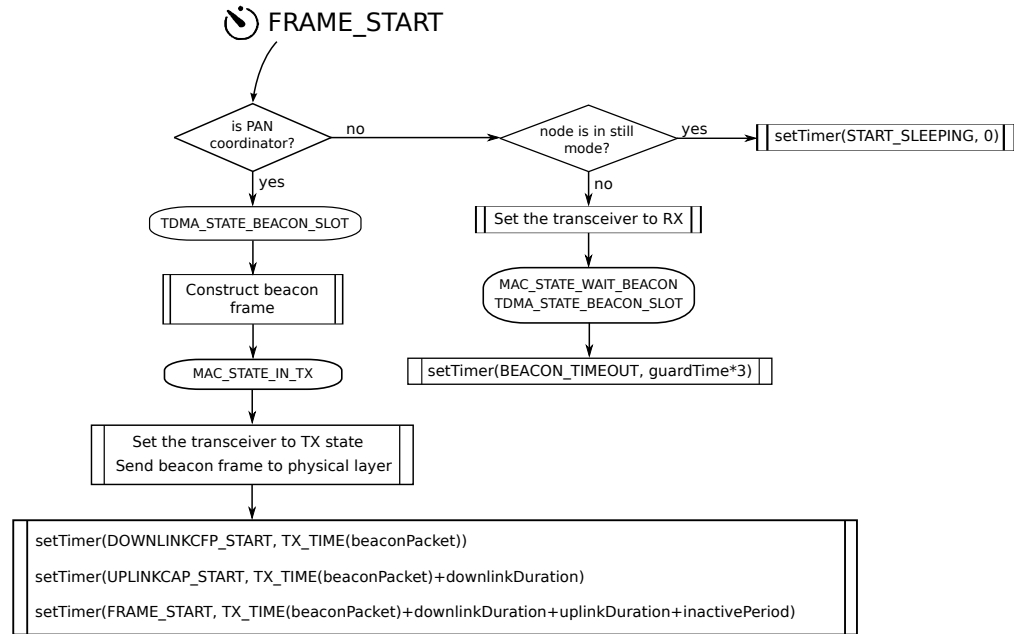 FRAME_START
is PAN
coordinator?
no
node is in still
mode?
yes
setTimer(START_SLEEPING, 0)
yes
no
TDMA_STATE_BEACON_SLOT
Set the transceiver to RX
Construct beacon
frame
MAC_STATE_WAIT_BEACON
TDMA_STATE_BEACON_SLOT
MAC_STATE_IN_TX
setTimer(BEACON_TIMEOUT, guardTime*3)
Set the transceiver to TX state
Send beacon frame to physical layer
setTimer(DOWNLINKCFP_START, TX_TIME(beaconPacket))
setTimer(UPLINKCAP_START, TX_TIME(beaconPacket)+downlinkDuration)
setTimer(FRAME_START, TX_TIME(beaconPacket)+downlinkDuration+uplinkDuration+inactivePeriod)